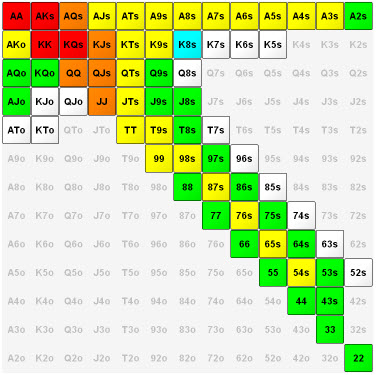 AA AKs AQs AJs ATs A9s A8s A7s A6s A5s A4s A3s A2s
AKo KK KQs KJs KTs K9s K8s K7s K6s K5s K4s K3s K2s
AQo KQo QQ QJs QTs Q9s Q8s Q7s Q6s Q5s Q4s Q3s Q2s
AJo KJo QJo JJ JTs J9s J8s J7s J6s J5s J4s J3s J2s
ATo KTo QTo JTo TT T9s T8s T7s T6s T5s T4s T3s T2s
A9o K9o Q9o J9o T9o 99 98s 97s 96s 95s 94s 93s 92s
A8o K8o Q8o J8o T8o 98o 88 87s 86s 85s 84s 83s 82s
A7o K7o Q7o J7o T7o 97o 87o 77 76s 75s 74s 73s 72s
A6o K6o Q6o J6o T6o 96o 86o 76o 66 65s 64s 63s 62s
A5o K5o Q5o J5o T5o 95o 85o 75o 65o 55 54s 53s 52s
A4o K4o Q4o J4o T4o 94o 84o 74o 64o 54o 44 43s 42s
A3o K3o Q3o J3o T3o 93o 83o 73o 63o 53o 43o 33 32s
A2o K2o Q2o J2o T2o 92o 82o 72o 62o 52o 42o 32o 22